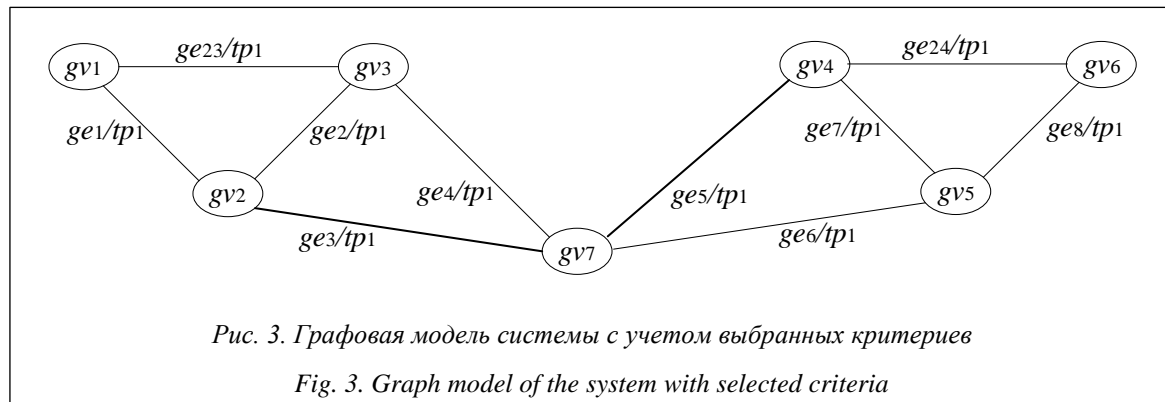 ge23/tp1
ge24/tp1
gv1
gv3
gv4
gv6
ge1/tp1
ge2/tp1
ge7/tp1
ge8/tp1
gv2
ge4/tp1
ge5/tp1
gv5
ge3/tp1
gv7
ge6/tp1
Рис. 3. Графовая модель системы с учетом выбранных критериев
Fig. 3. Graph model of the system with selected criteria